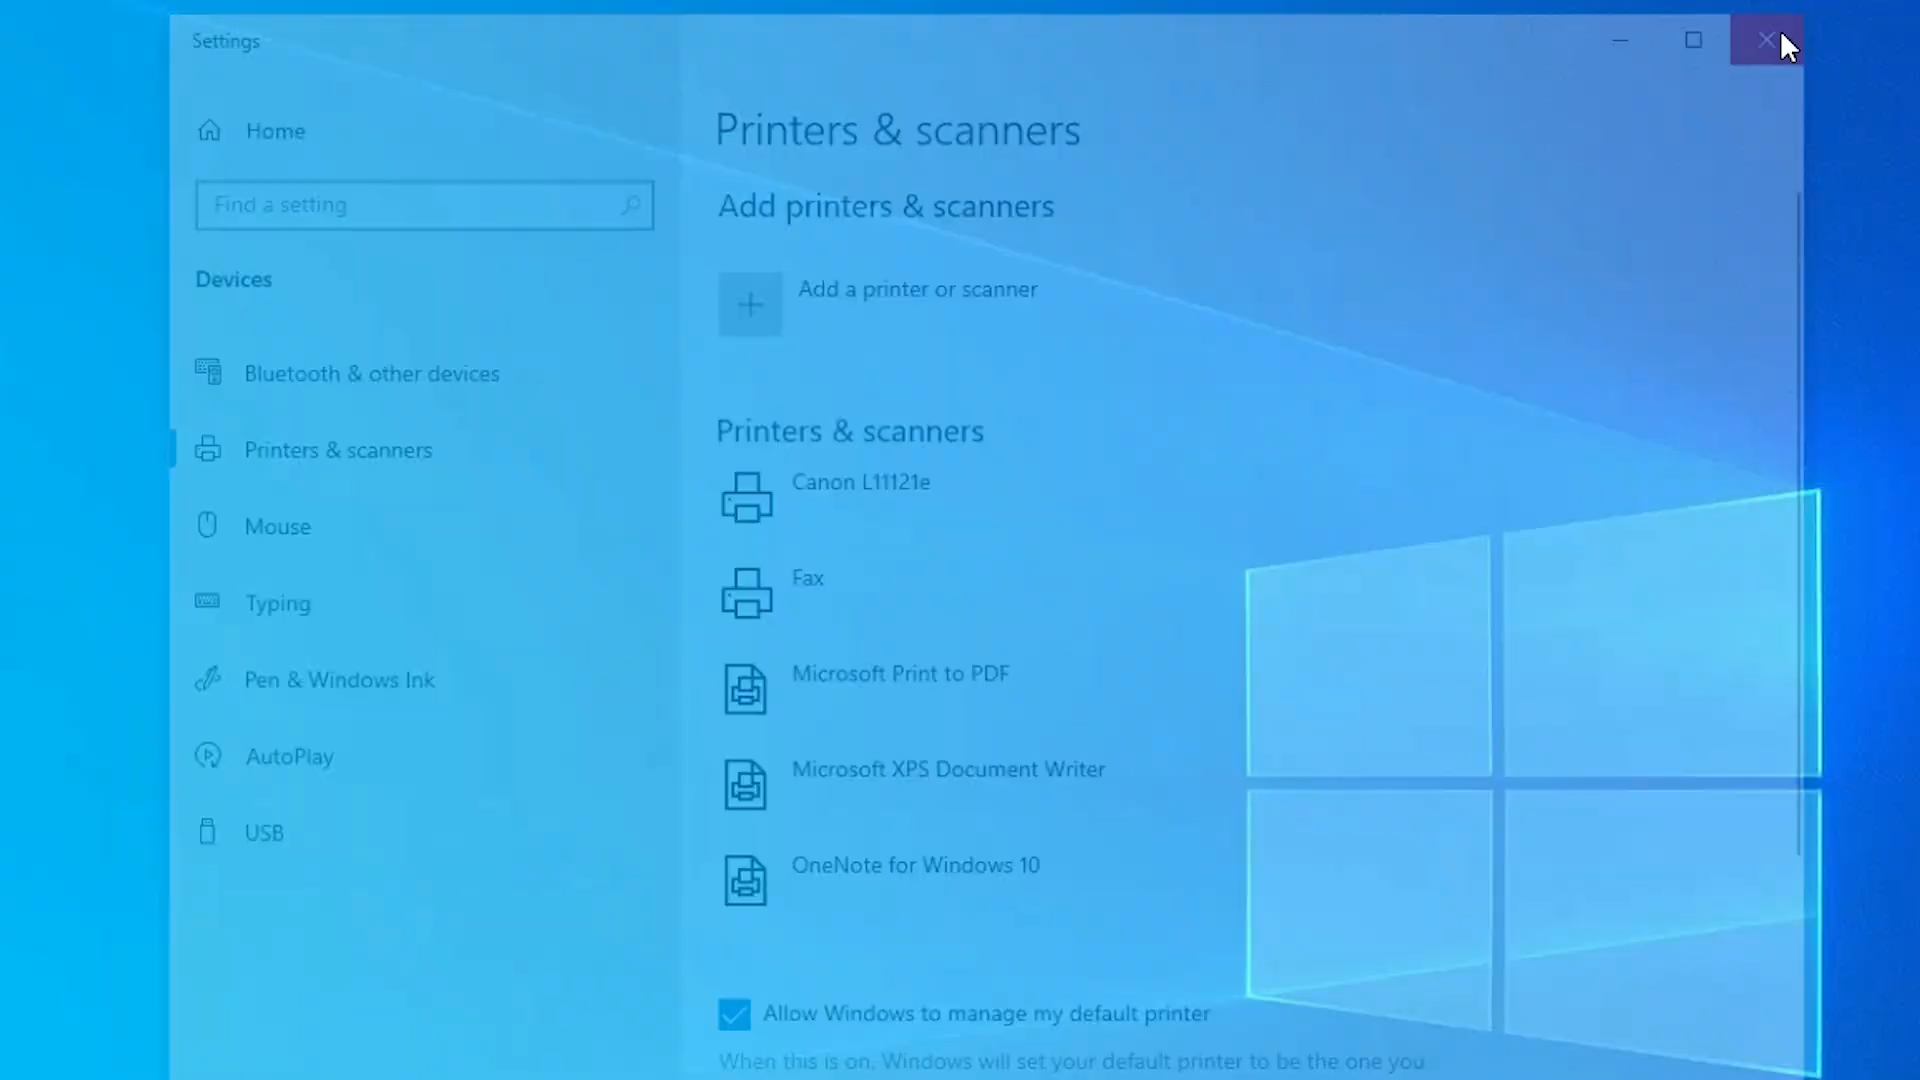 Settings
Home
Find a setting
Devices
Bluetooth & other devices
Printers & scanners
Mouse
Typing
Pen & Windows Ink
AutoPlay
USB
Printers & scanners
Add printers & scanners
Add a printer or scanner
Printers & scanners
Canon L11121e
Fax
Microsoft Print to PDF
Microsoft XPS Document Writer
OneNote for Windows 10
Allow Windows to manage my default printer
When this is on, Windows will set your default printer to be the one you